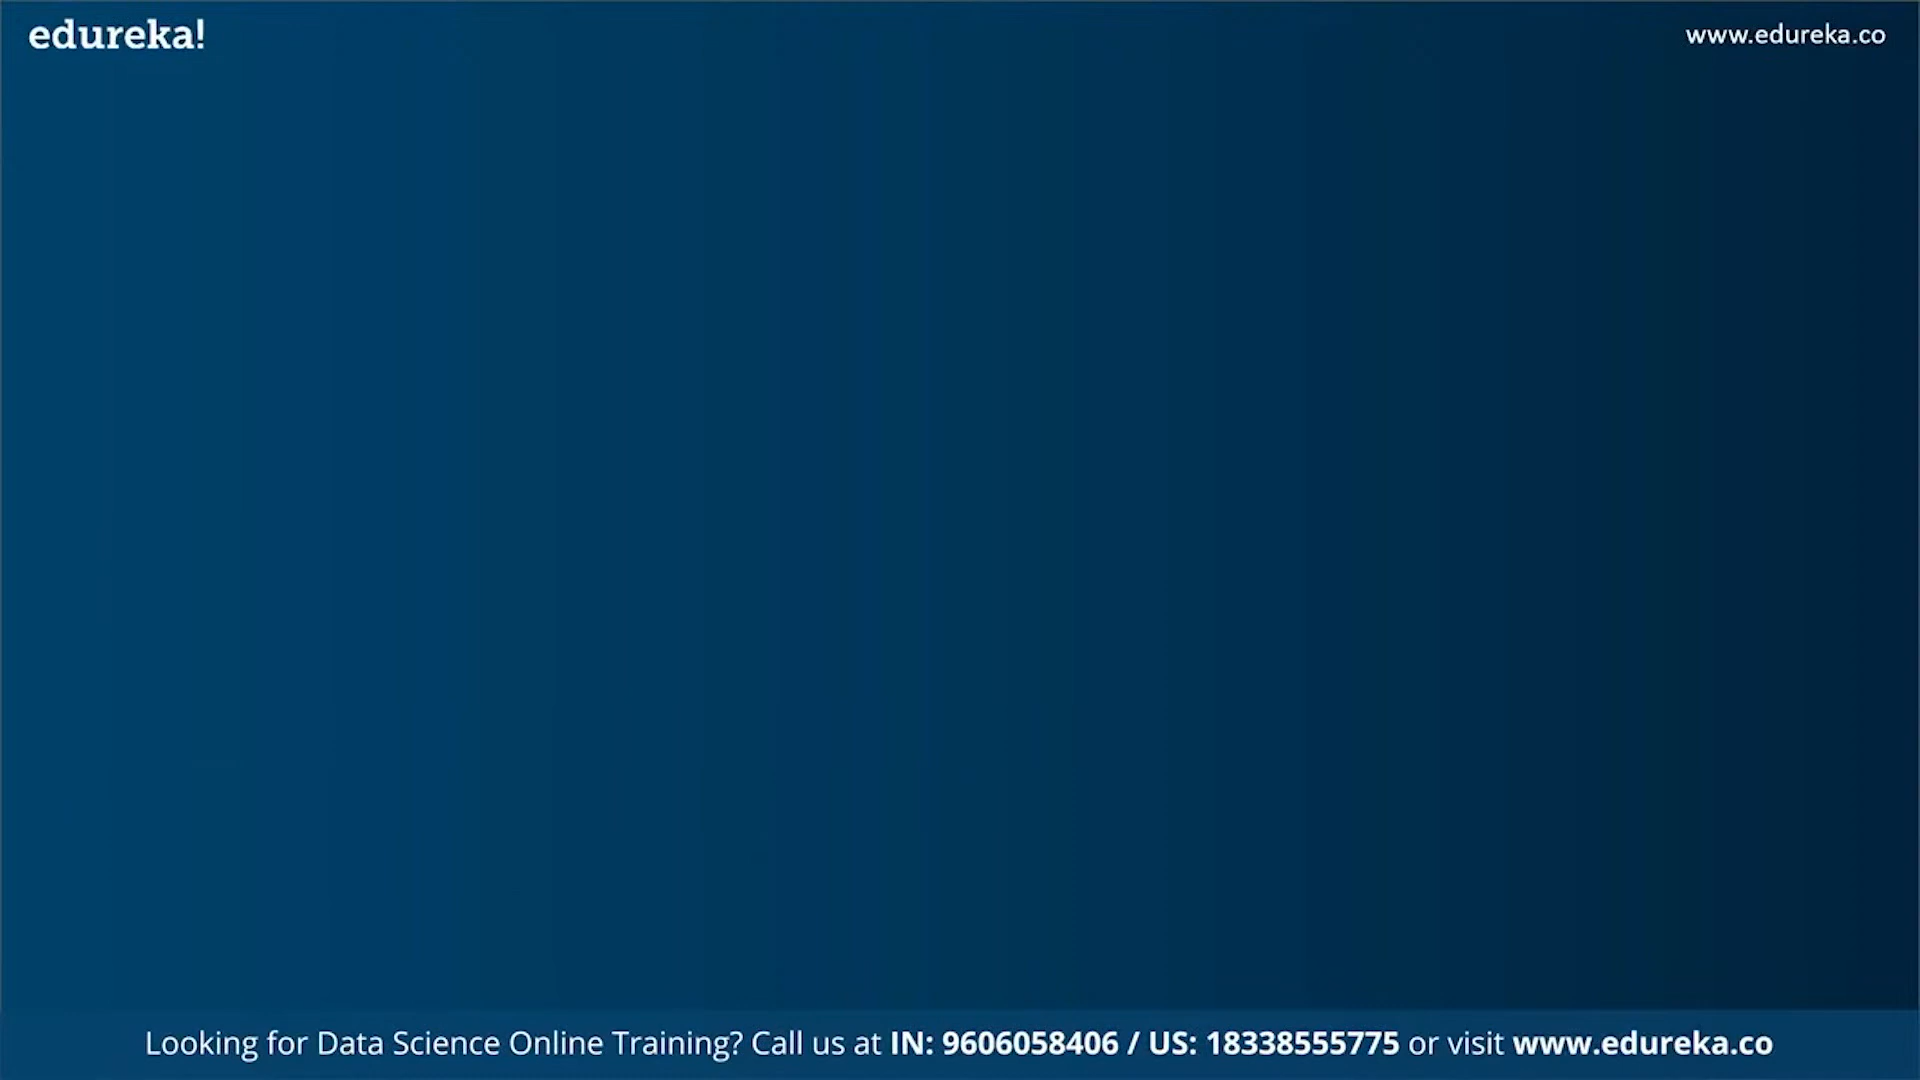 edureka!
www.edureka.co
Looking for Data Science Online Training? Call us at IN: 9606058406 / US: 18338555775 or visit www.edureka.co